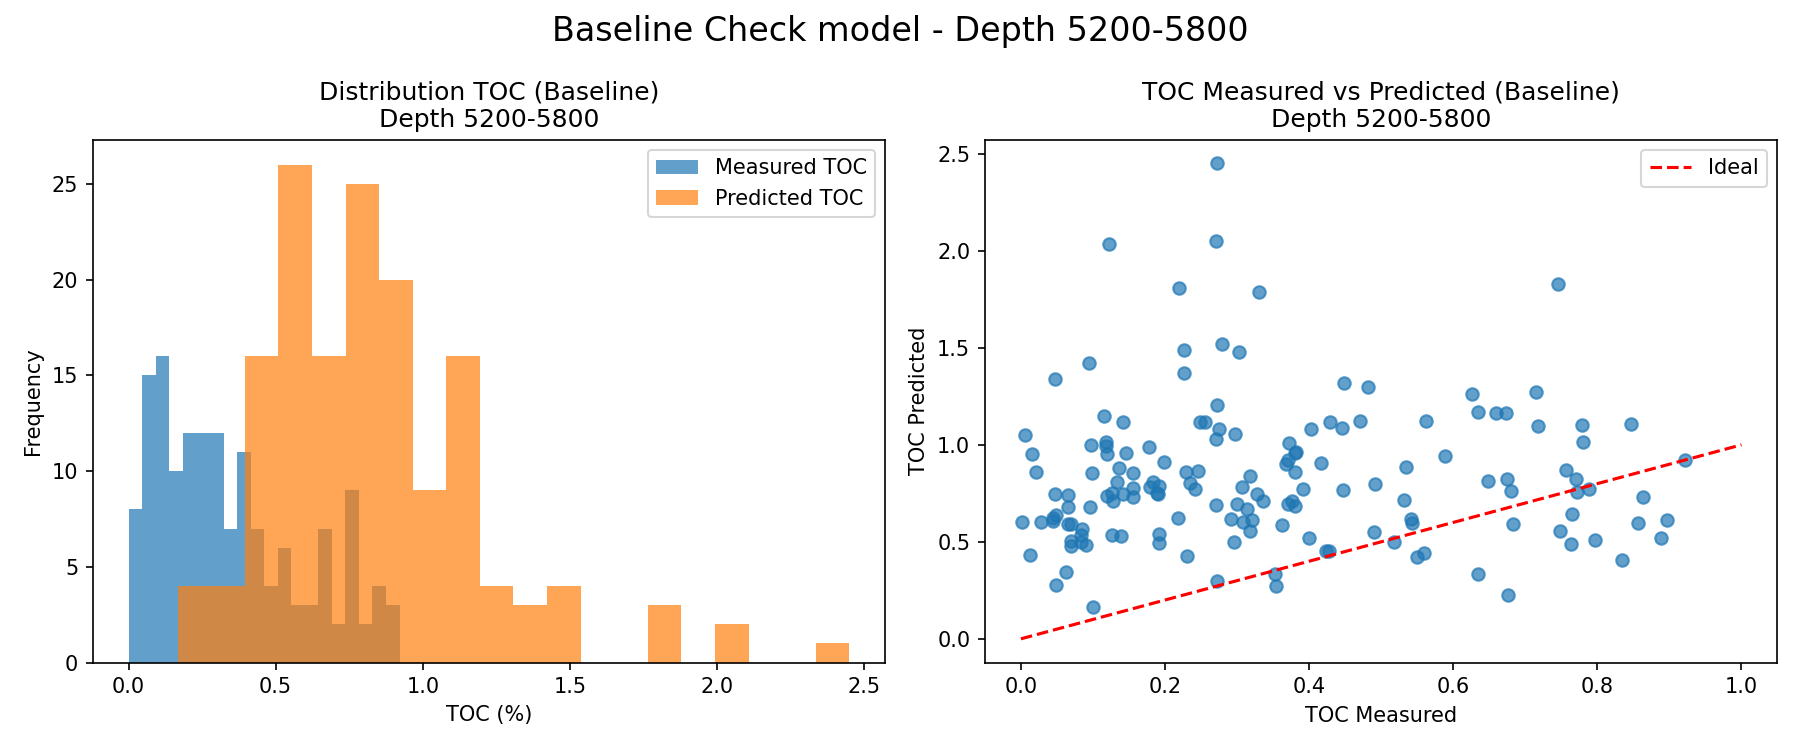 Baseline Check model - Depth 5200-5800
Distribution TOC (Baseline)
Depth 5200-5800
Frequency
25
20
15
10
5
0
Measured TOC
Predicted TOC
0.0
0.5
1.0
1.5
2.0
2.5
TOC (%)
TOC Measured vs Predicted (Baseline)
Depth 5200-5800
TOC Predicted
2.5
2.0
1.5
1.0
0.5
0.0
Ideal
0.0
0.2
0.4
0.6
0.8
1.0
TOC Measured